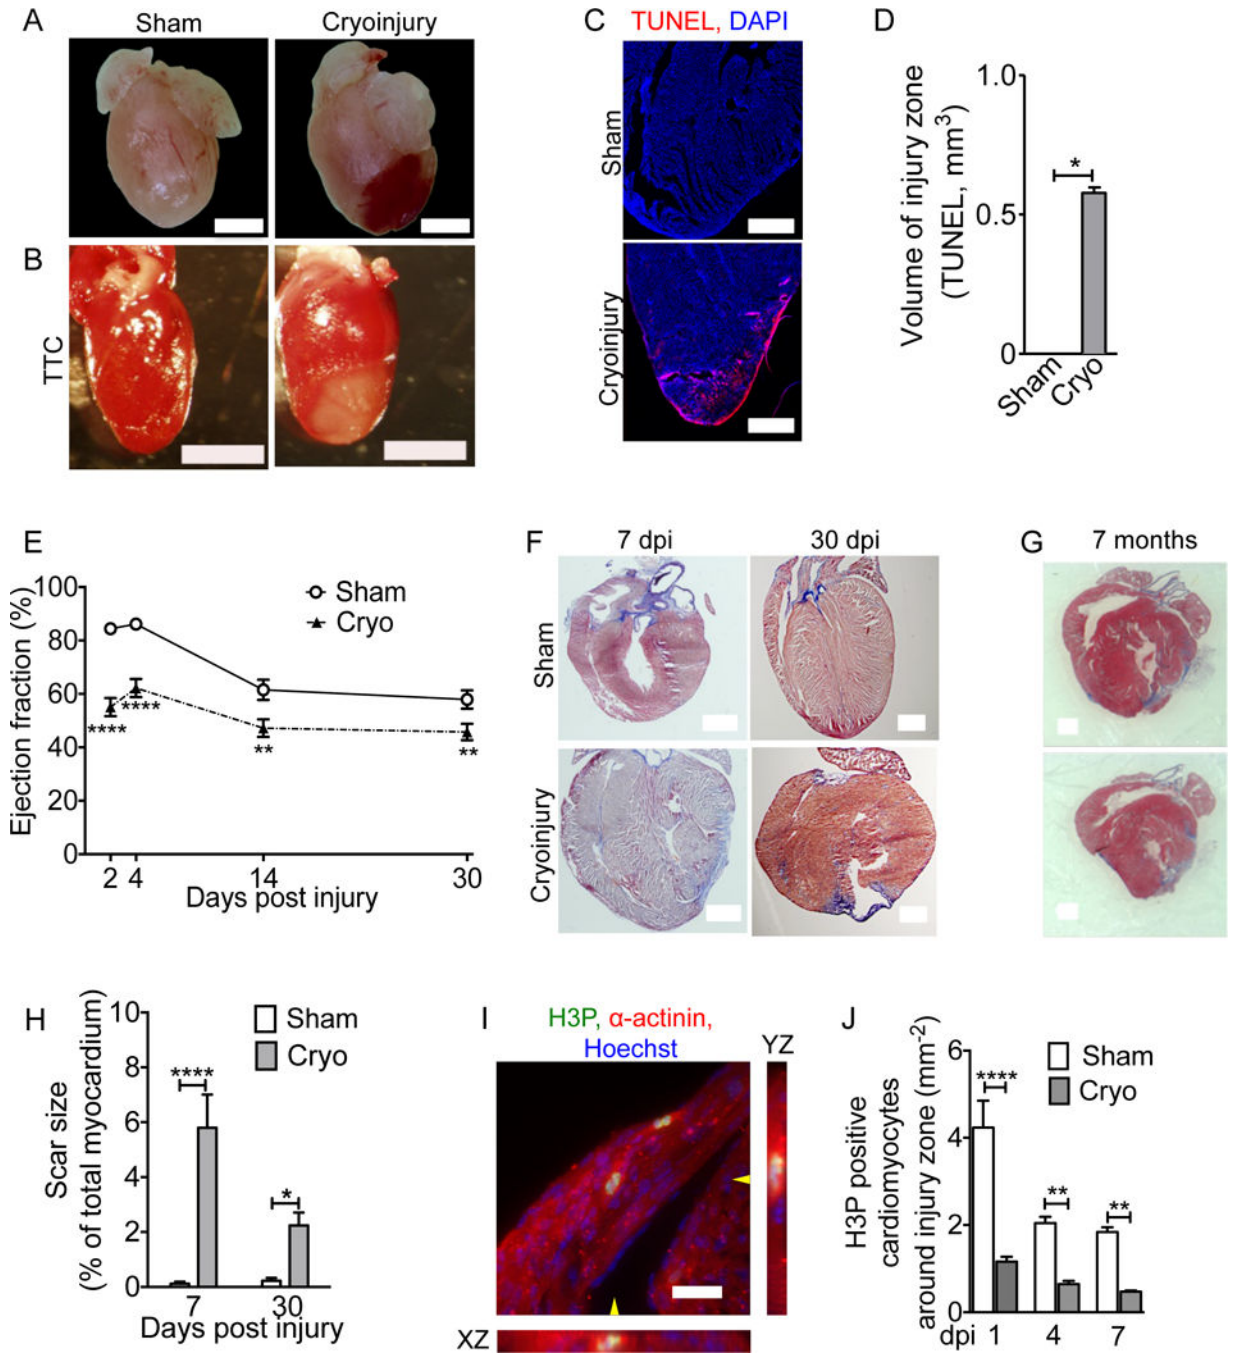 A
Sham
Cryoinjury
B
TTC
C
TUNEL, DAPI
Sham
Cryoinjury
D
Volume of injury zone
(TUNEL, mm³)
1.0
0.5
0
*
Sham
Cryo
E
Ejection fraction (%)
100
80
60
40
20
0
Sham
Cryo
****
****
**
**
2 4 14 30
Days post injury
F
7 dpi
30 dpi
Sham
Cryoinjury
G
7 months
H
Scar size
(% of total myocardium)
10
8
6
4
2
0
Sham
Cryo
****
*
7 30
Days post injury
I
H3P, α-actinin,
Hoechst
YZ
XZ
J
H3P positive
cardiomyocytes
around injury zone (mm⁻²)
6
4
2
0
Sham
Cryo
****
**
**
dpi 1 4 7